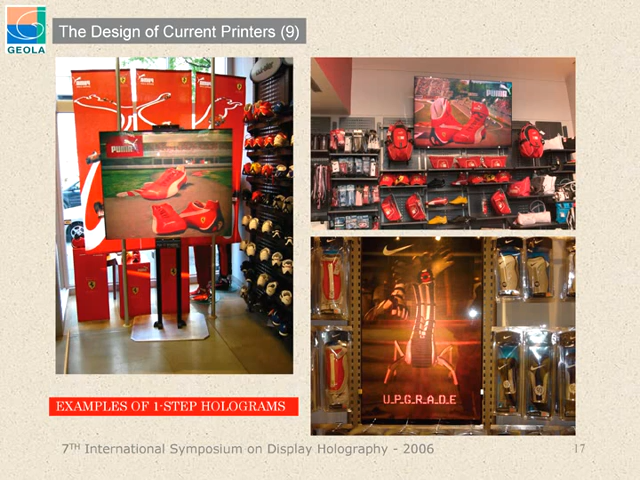 GEOLA
The Design of Current Printers (9)
PUMA
PUMA
U.P.G.R.A.D.E
EXAMPLES OF 1-STEP HOLOGRAMS
7TH International Symposium on Display Holography - 2006
17